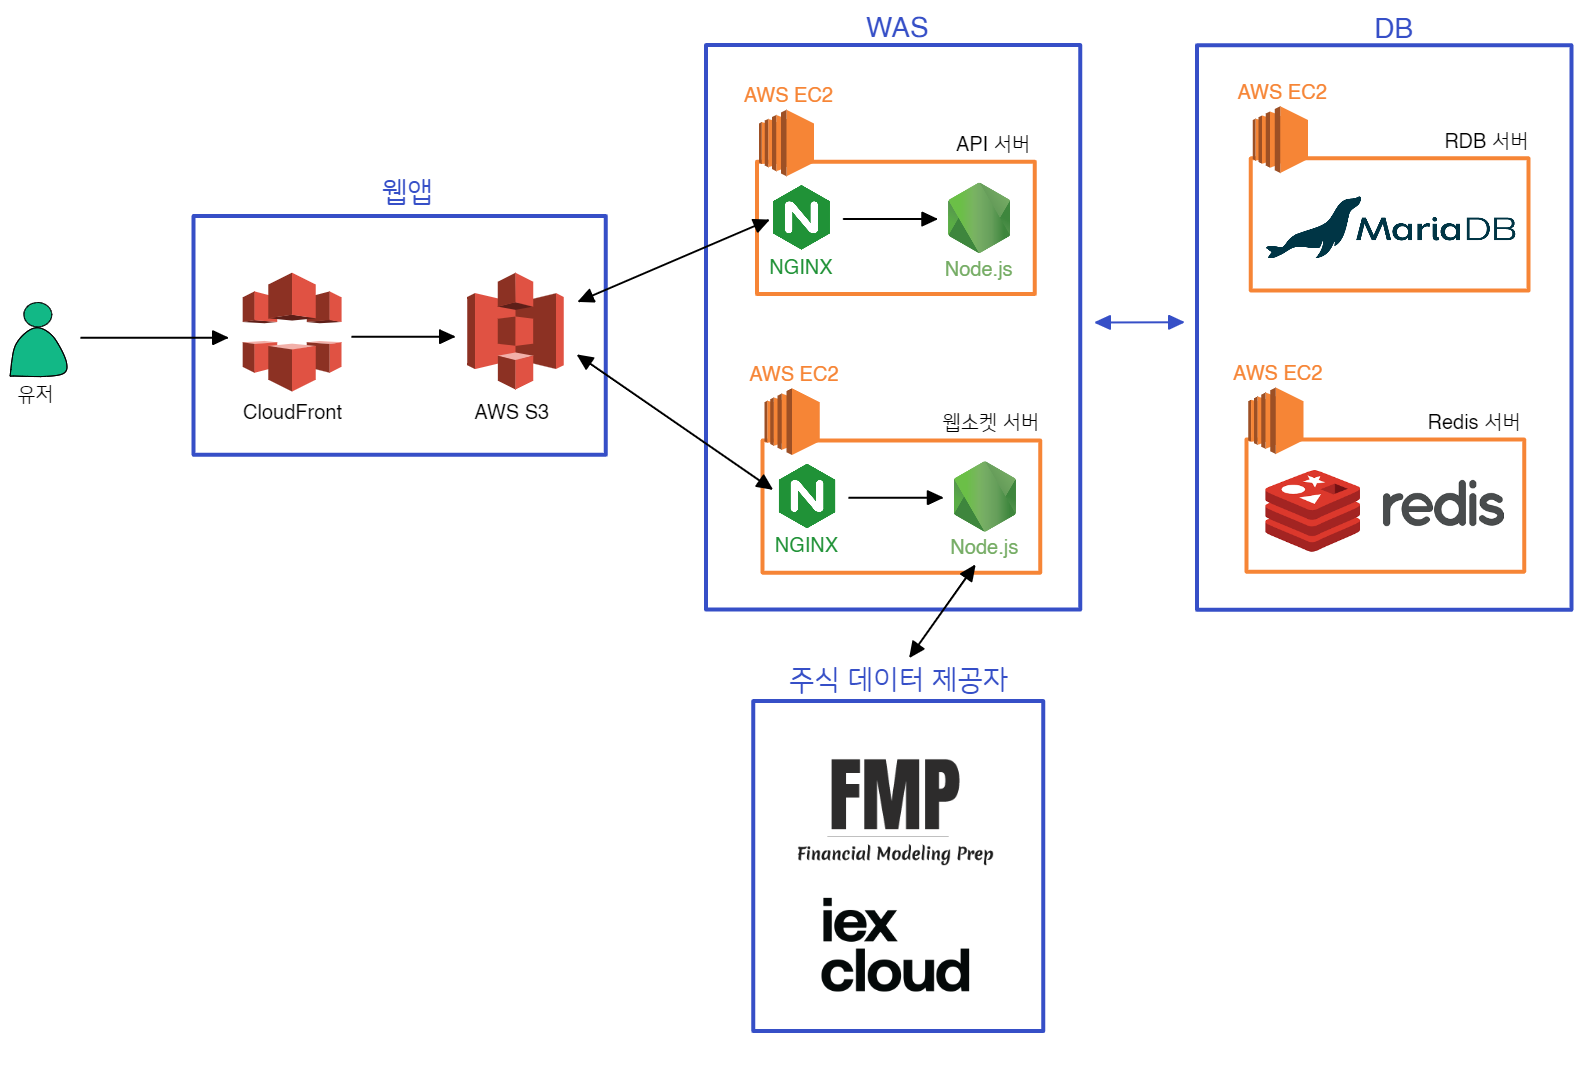 유저
웹앱
CloudFront
AWS S3
WAS
AWS EC2
API 서버
NGINX
Node.js
AWS EC2
웹소켓 서버
NGINX
Node.js
DB
AWS EC2
RDB 서버
MariaDB
AWS EC2
Redis 서버
redis
주식 데이터 제공자
FMP
Financial Modeling Prep
iex
cloud